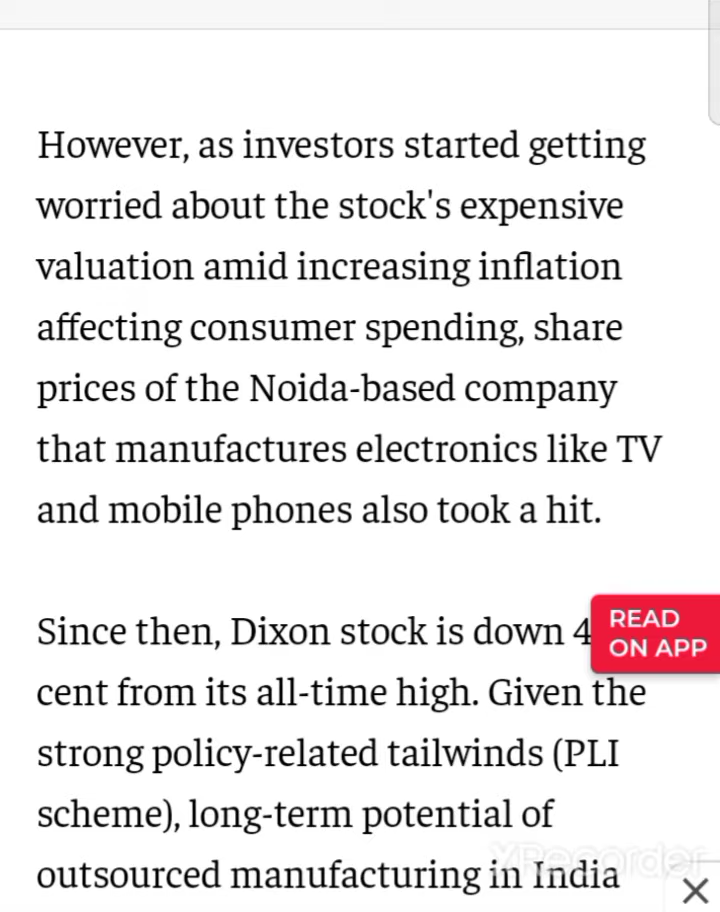 However, as investors started getting
worried about the stock's expensive
valuation amid increasing inflation
affecting consumer spending, share
prices of the Noida-based company
that manufactures electronics like TV
and mobile phones also took a hit.
Since then, Dixon stock is down 4
READ
ON APP
cent from its all-time high. Given the
strong policy-related tailwinds (PLI
scheme), long-term potential of
outsourced manufacturing in India
XRecorder